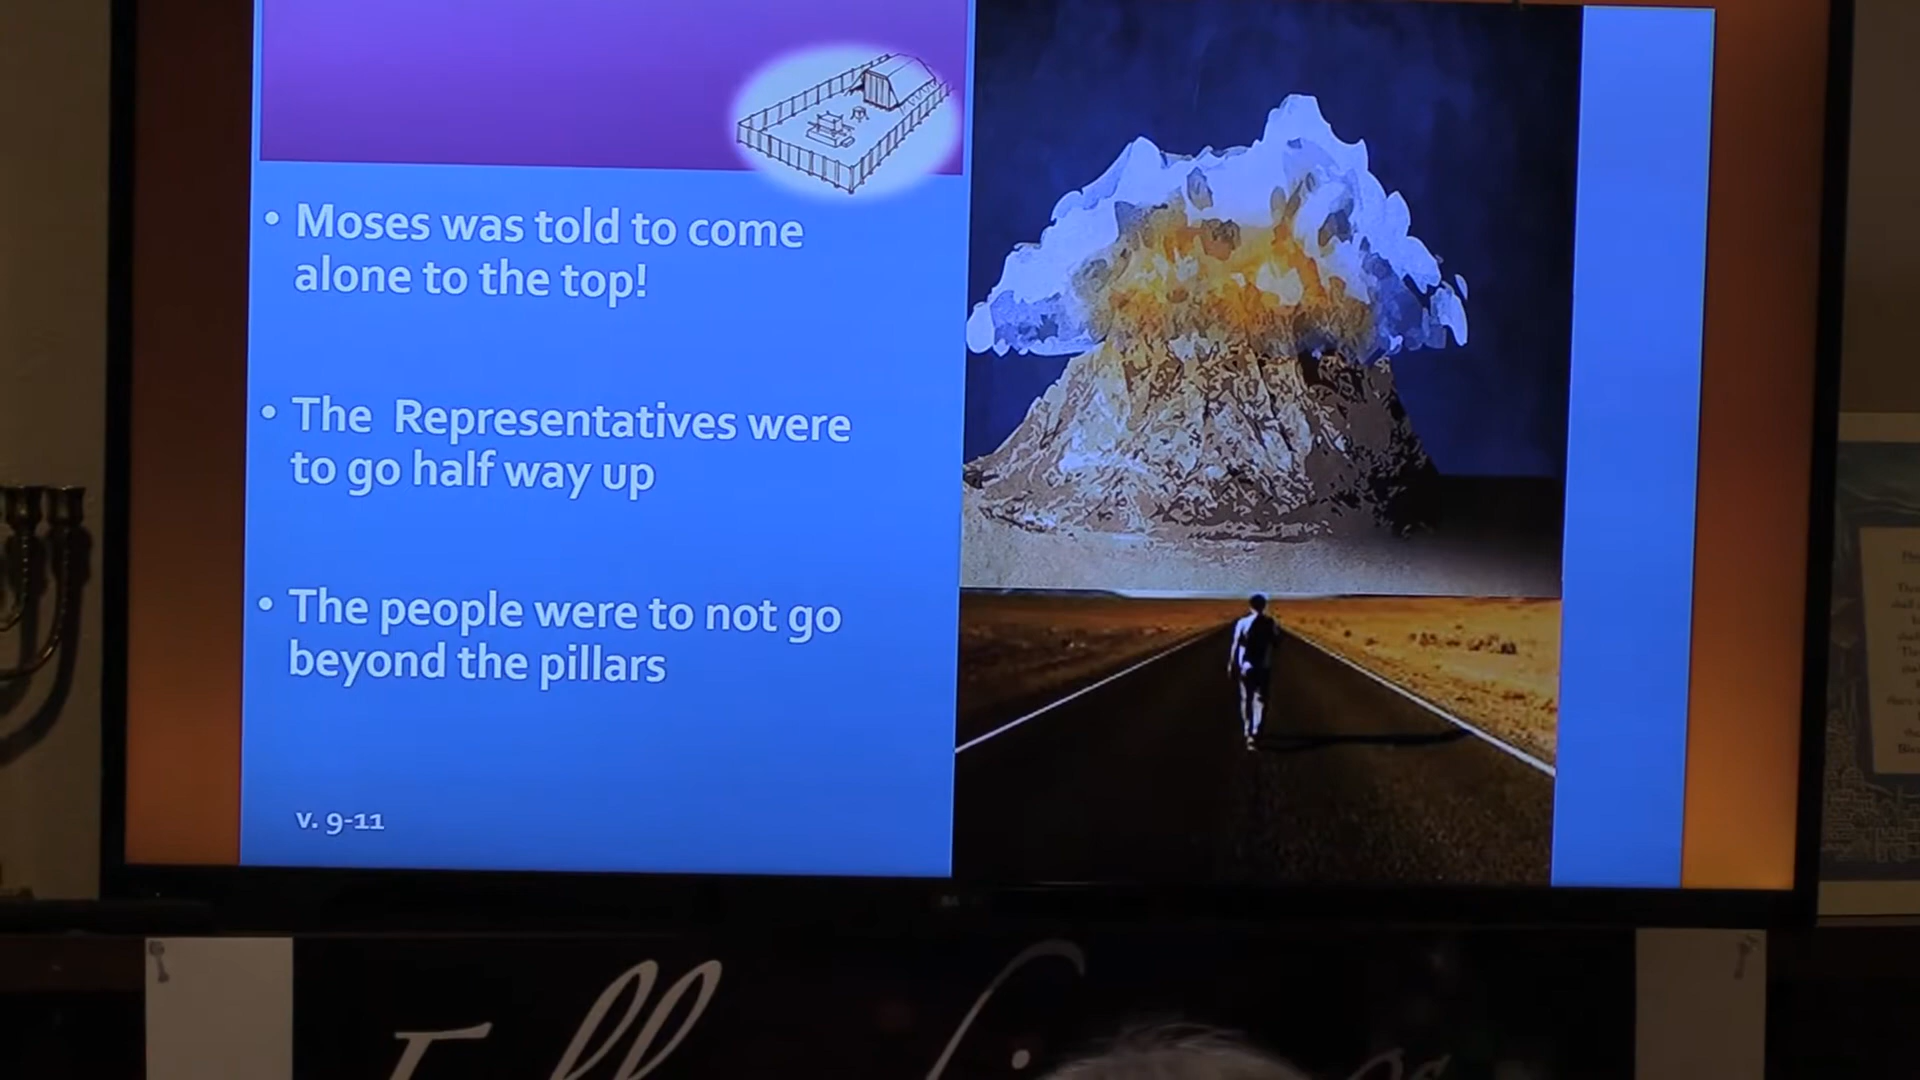 • Moses was told to come
alone to the top!
• The Representatives were
to go half way up
• The people were to not go
beyond the pillars
v. 9-11